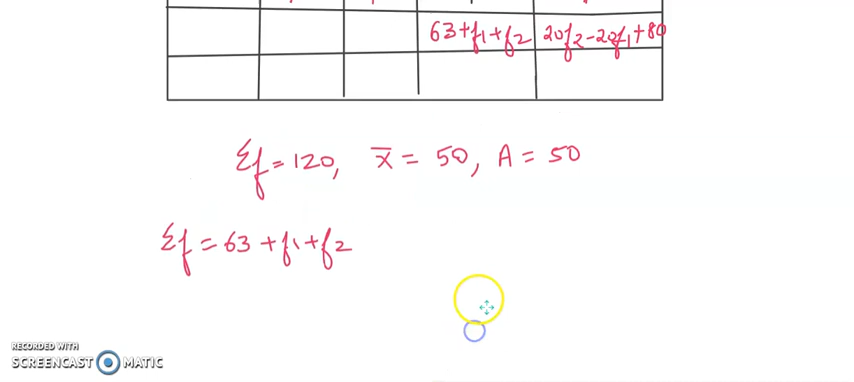 63+f1+f2 20f2-20f1+80
Σf=120, x̄ = 50, A = 50
Σf = 63 + f1 + f2
RECORDED WITH
SCREENCAST MATIC